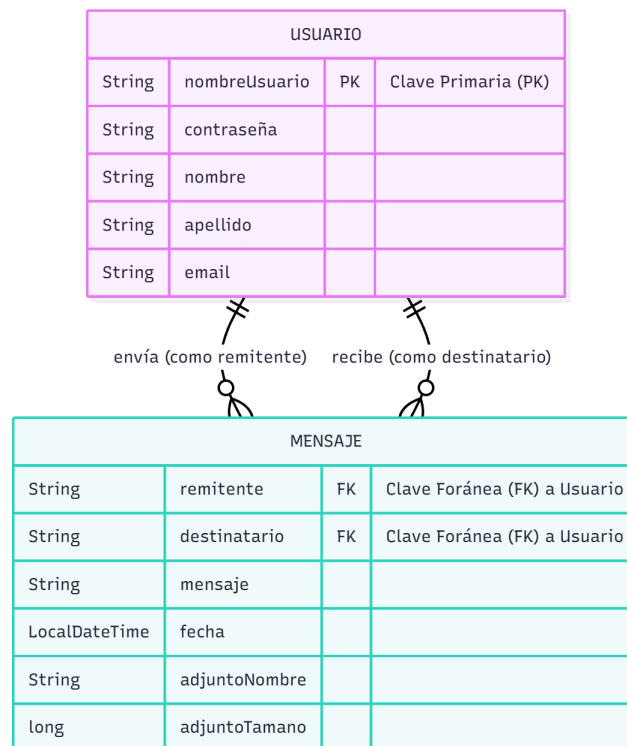 USUARIO
String nombreUsuario PK Clave Primaria (PK)
String contraseña
String nombre
String apellido
String email
envía (como remitente) recibe (como destinatario)
MENSAJE
String remitente FK Clave Foránea (FK) a Usuario
String destinatario FK Clave Foránea (FK) a Usuario
String mensaje
LocalDateTime fecha
String adjuntoNombre
long adjuntoTamano